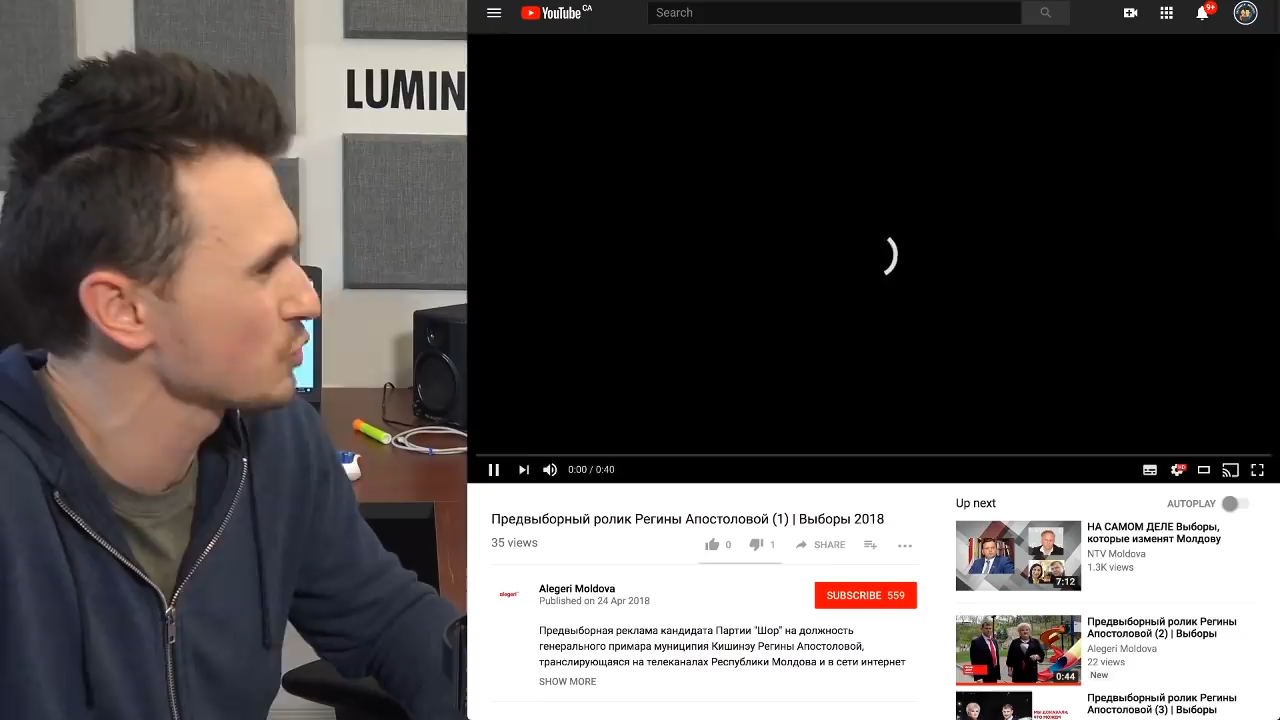 LUMIN
YouTube CA
Search
9+
0:00 / 0:40
HD
Предвыборный ролик Регины Апостоловой (1) | Выборы 2018
35 views
0
1
SHARE
alegeri
Alegeri Moldova
Published on 24 Apr 2018
SUBSCRIBE 559
Предвыборная реклама кандидата Партии "Шор" на должность
генерального примара муниципия Кишинэу Регины Апостоловой,
транслирующаяся на телеканалах Республики Молдова и в сети интернет
SHOW MORE
Up next
AUTOPLAY
7:12
НА САМОМ ДЕЛЕ Выборы,
которые изменят Молдову
NTV Moldova
1.3K views
0:44
Предвыборный ролик Регины
Апостоловой (2) | Выборы
Alegeri Moldova
22 views
New
Предвыборный ролик Регины
Апостоловой (3) | Выборы